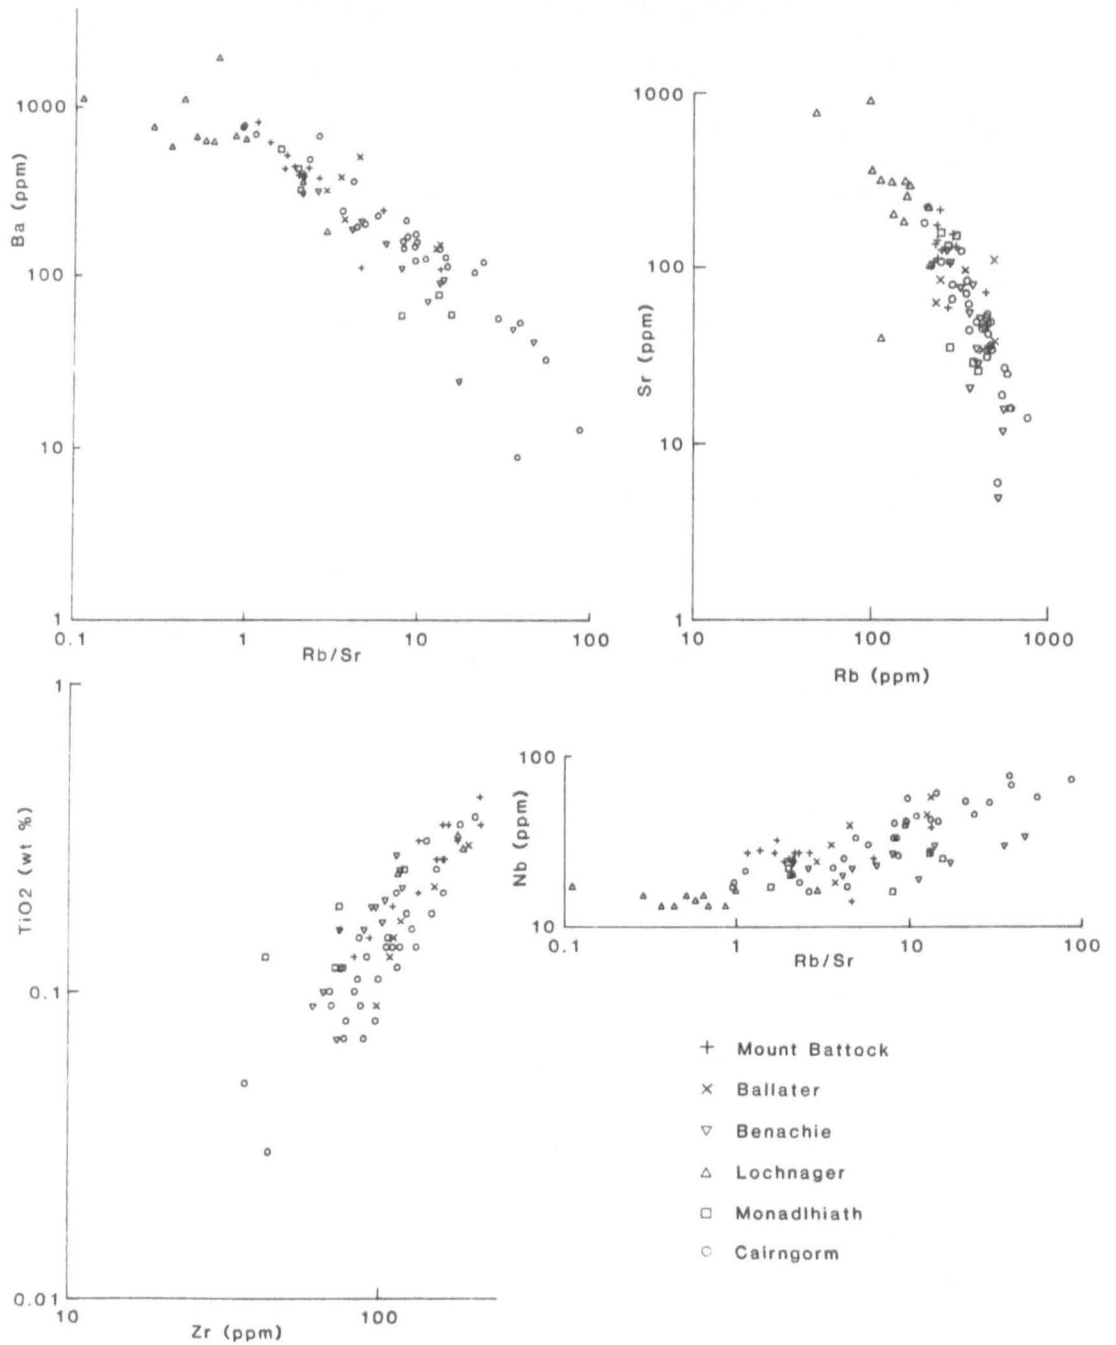 1000
100
10
1
Ba (ppm)
0.1
1
10
100
Rb/Sr
1000
100
10
1
Sr (ppm)
10
100
1000
Rb (ppm)
1
0.1
0.01
TiO2 (wt %)
10
100
Zr (ppm)
100
10
Nb (ppm)
0.1
1
10
100
Rb/Sr
Mount Battock
Ballater
Benachie
Lochnager
Monadlhiath
Cairngorm